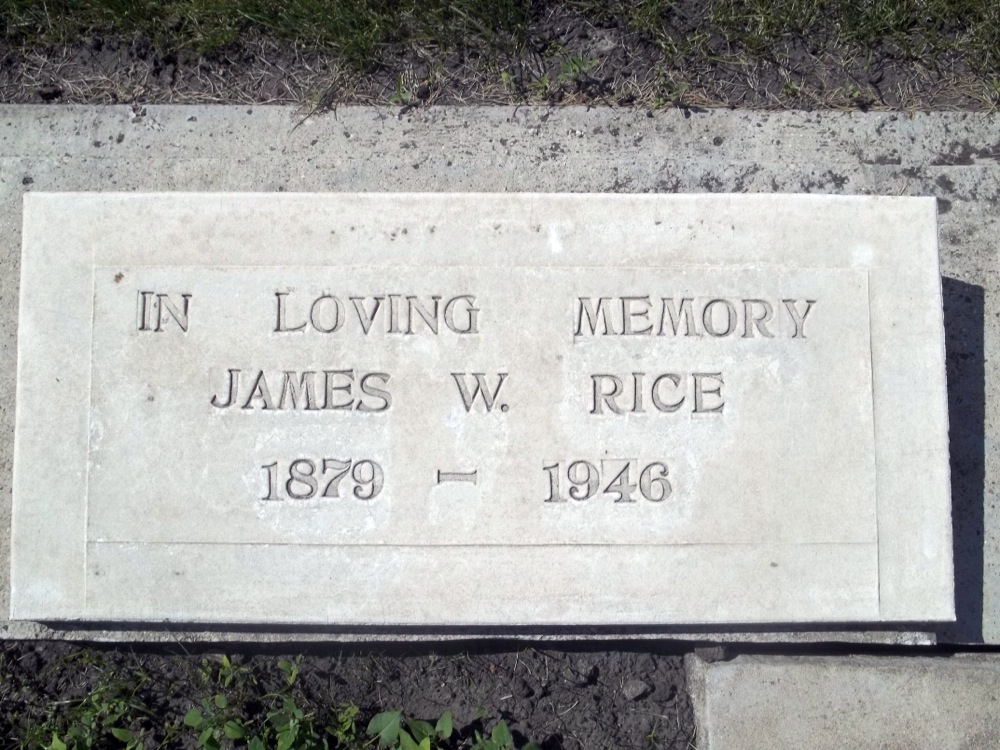 IN LOVING MEMORY
JAMES W. RICE
1879 – 1946